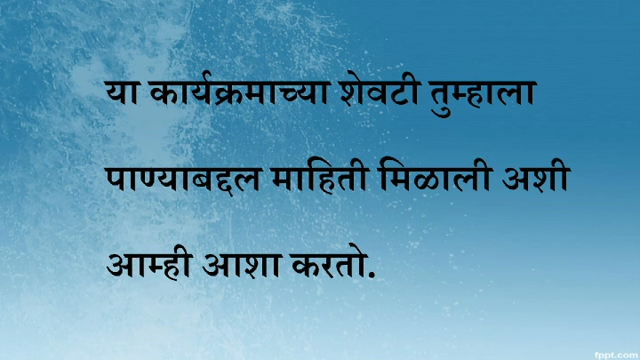 या कार्यक्रमाच्या शेवटी तुम्हाला
पाण्याबद्दल माहिती मिळाली अशी
आम्ही आशा करतो.
fppt.com